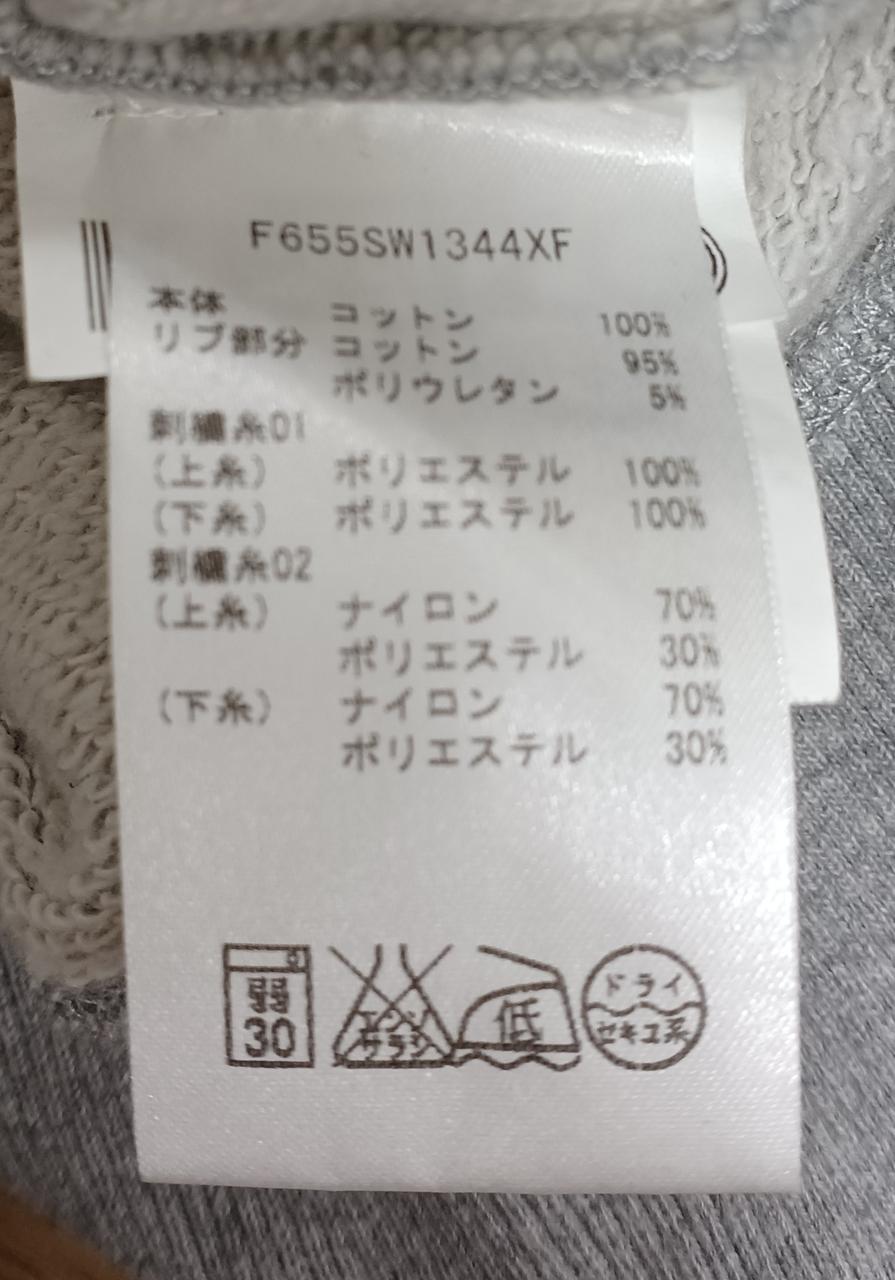 F655SW1344XF
本体 コットン 100%
リブ部分 コットン 95%
ポリウレタン 5%
刺繍糸01
(上糸) ポリエステル 100%
(下糸) ポリエステル 100%
刺繍糸02
(上糸) ナイロン 70%
ポリエステル 30%
(下糸) ナイロン 70%
ポリエステル 30%
弱
30
エンソ
サラシ
低
ドライ
セキユ系